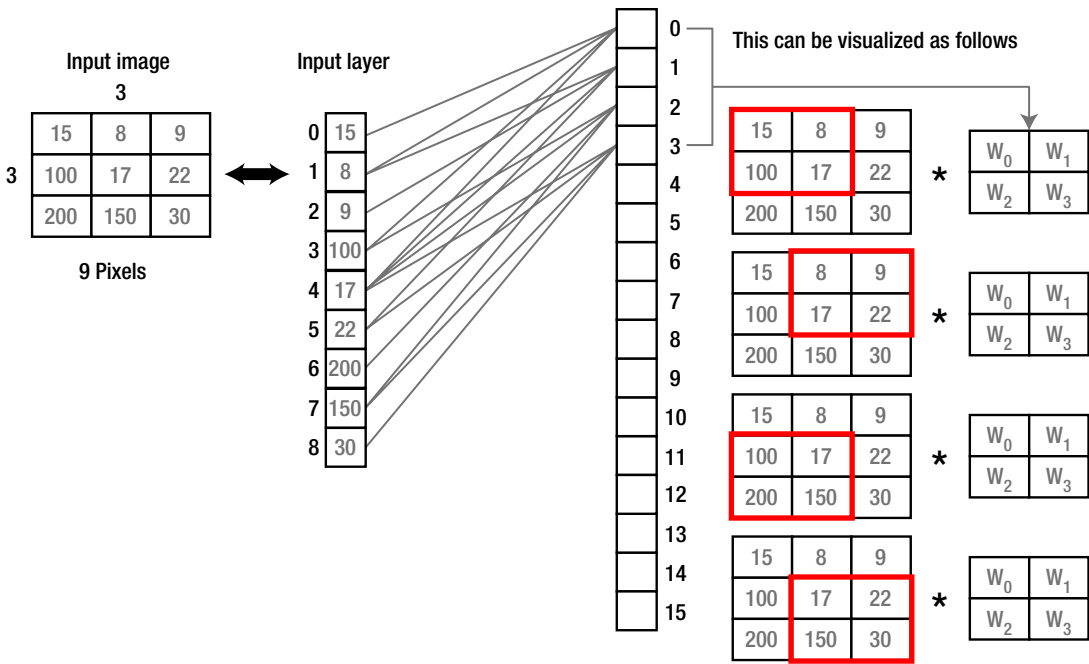 Input image
3
15 8 9
3 100 17 22
200 150 30
9 Pixels
Input layer
0 15
1 8
2 9
3 100
4 17
5 22
6 200
7 150
8 30
0
1
2
3
4
5
6
7
8
9
10
11
12
13
14
15
This can be visualized as follows
15 8 9
100 17 22
200 150 30
*
W0 W1
W2 W3
15 8 9
100 17 22
200 150 30
*
W0 W1
W2 W3
15 8 9
100 17 22
200 150 30
*
W0 W1
W2 W3
15 8 9
100 17 22
200 150 30
*
W0 W1
W2 W3